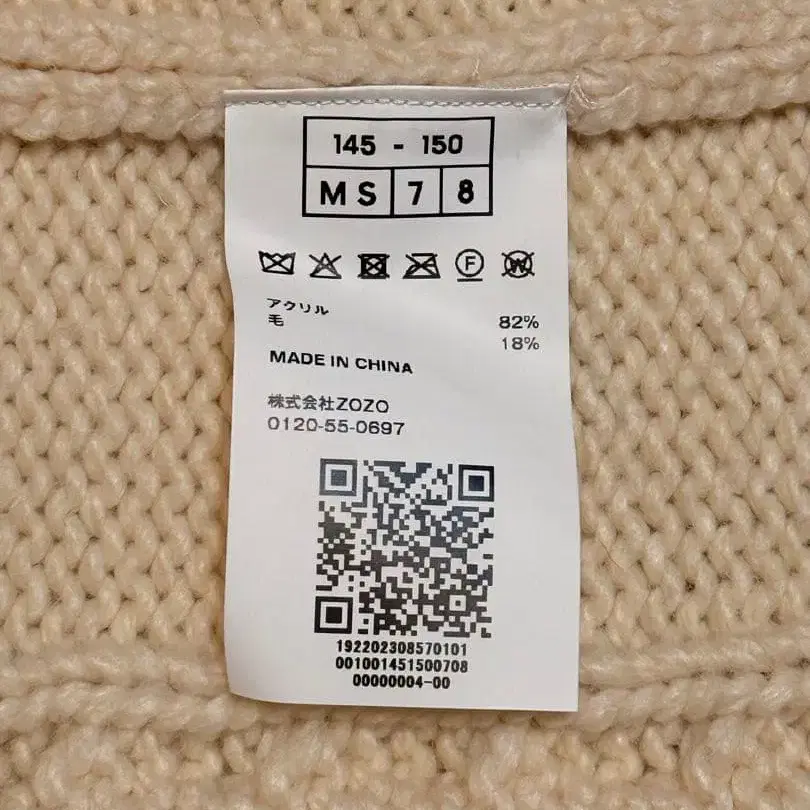 145 - 150
MS 7 8
F W
アクリル 82%
毛 18%
MADE IN CHINA
株式会社ZOZO
0120-55-0697
192202308570101
001001451500708
00000004-00